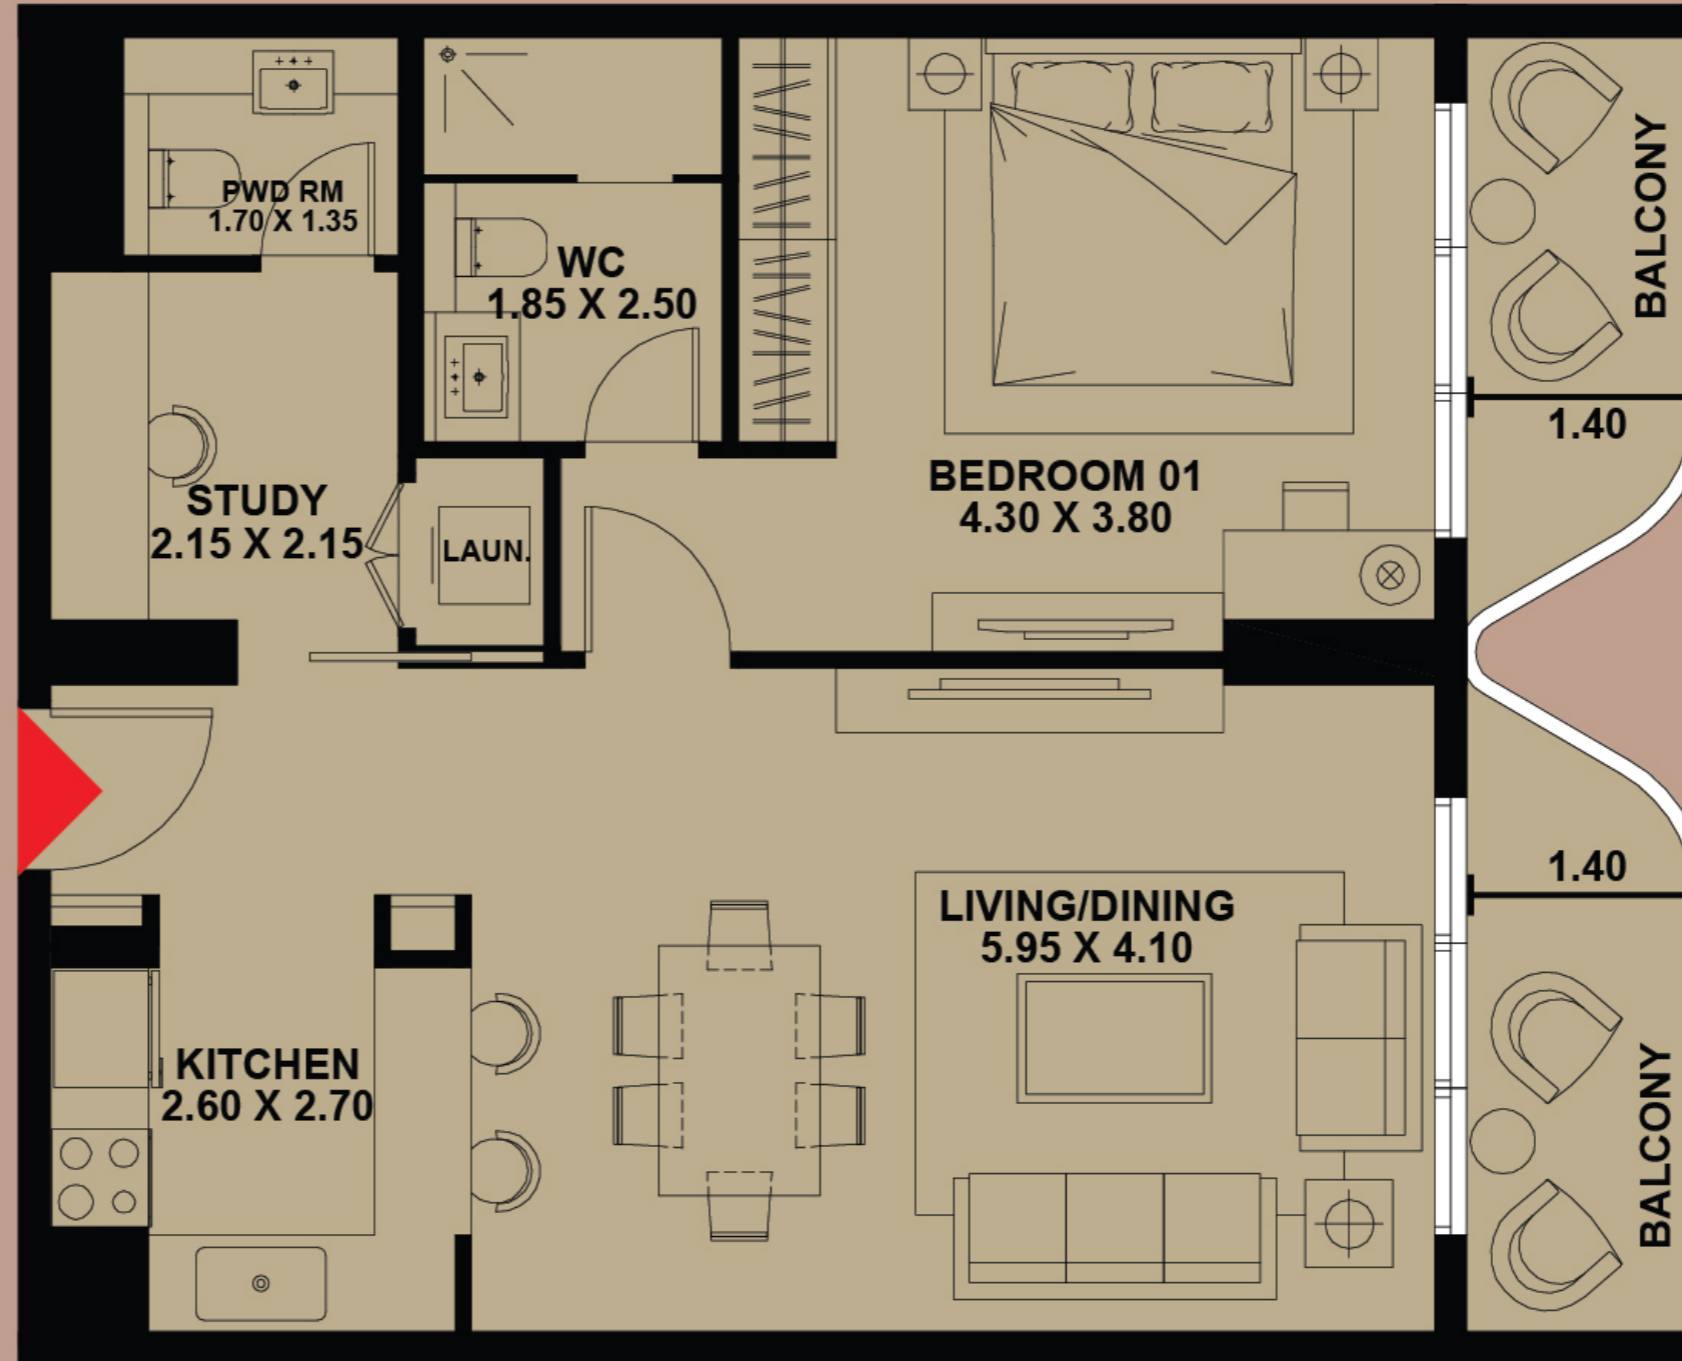 PWD RM
1.70 X 1.35
WC
1.85 X 2.50
BALCONY
1.40
STUDY
2.15 X 2.15
LAUN.
BEDROOM 01
4.30 X 3.80
1.40
LIVING/DINING
5.95 X 4.10
KITCHEN
2.60 X 2.70
BALCONY